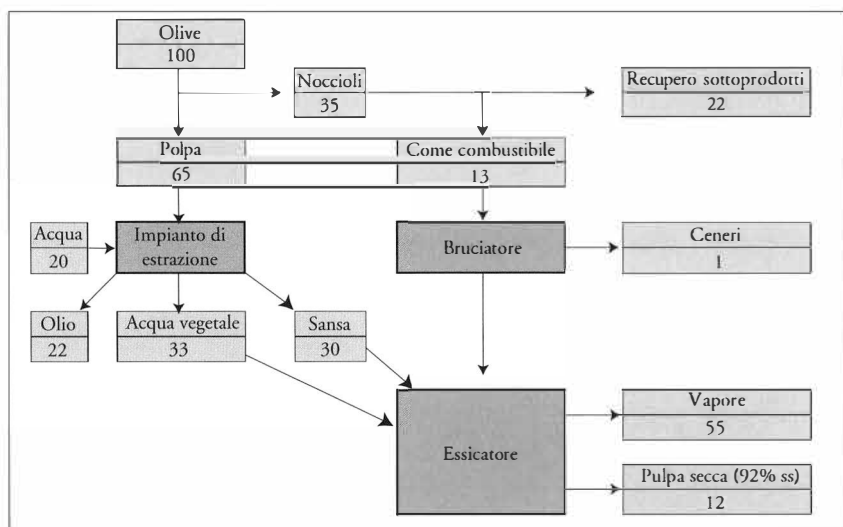 Olive
100
Noccioli
35
Recupero sottoprodotti
22
Polpa
65
Come combustibile
13
Acqua
20
Impianto di
estrazione
Bruciatore
Ceneri
1
Olio
22
Acqua vegetale
33
Sansa
30
Essicatore
Vapore
55
Pulpa secca (92% ss)
12